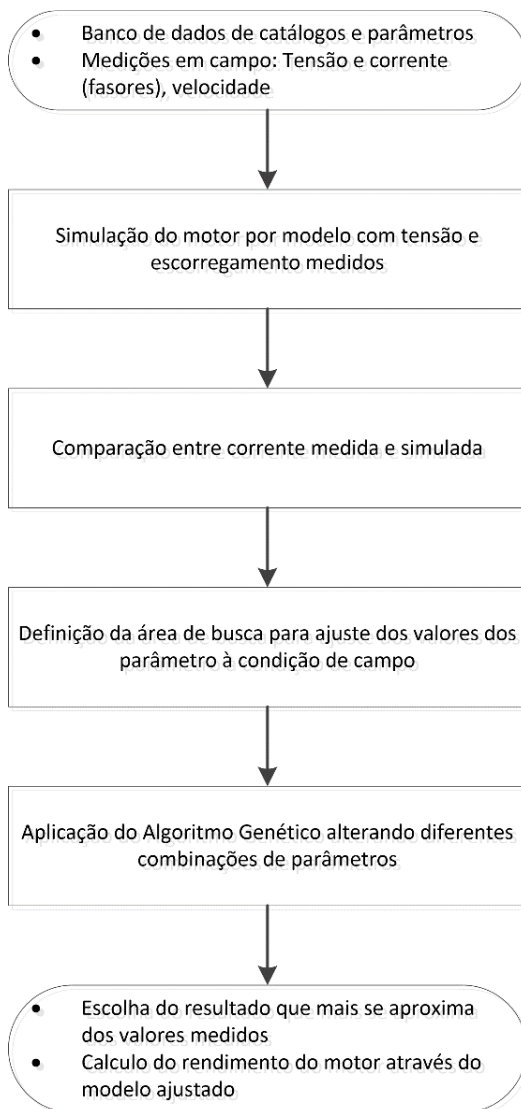 • Banco de dados de catálogos e parâmetros
• Medições em campo: Tensão e corrente
(fasores), velocidade
Simulação do motor por modelo com tensão e
escorregamento medidos
Comparação entre corrente medida e simulada
Definição da área de busca para ajuste dos valores dos
parâmetro à condição de campo
Aplicação do Algoritmo Genético alterando diferentes
combinações de parâmetros
• Escolha do resultado que mais se aproxima
dos valores medidos
• Calculo do rendimento do motor através do
modelo ajustado